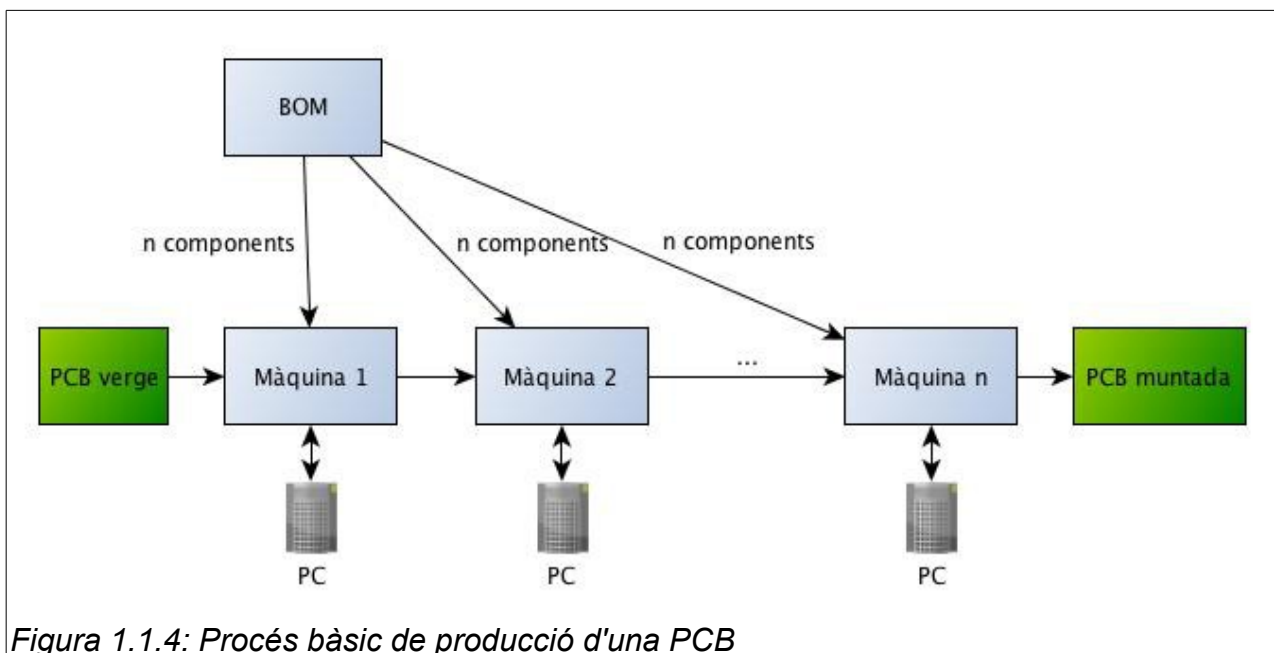 BOM
n components
n components
n components
PCB verge
Màquina 1
Màquina 2
...
Màquina n
PCB muntada
PC
PC
PC
Figura 1.1.4: Procés bàsic de producció d'una PCB